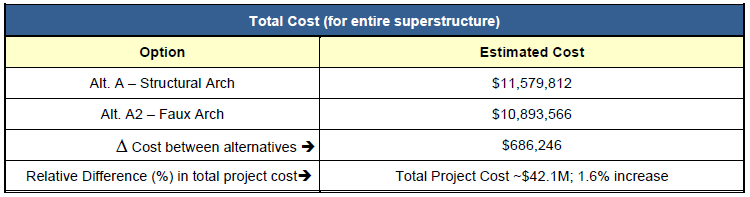 Total Cost (for entire superstructure)
Option Estimated Cost
Alt. A – Structural Arch $11,579,812
Alt. A2 – Faux Arch $10,893,566
Δ Cost between alternatives ➔ $686,246
Relative Difference (%) in total project cost➔ Total Project Cost ~$42.1M; 1.6% increase